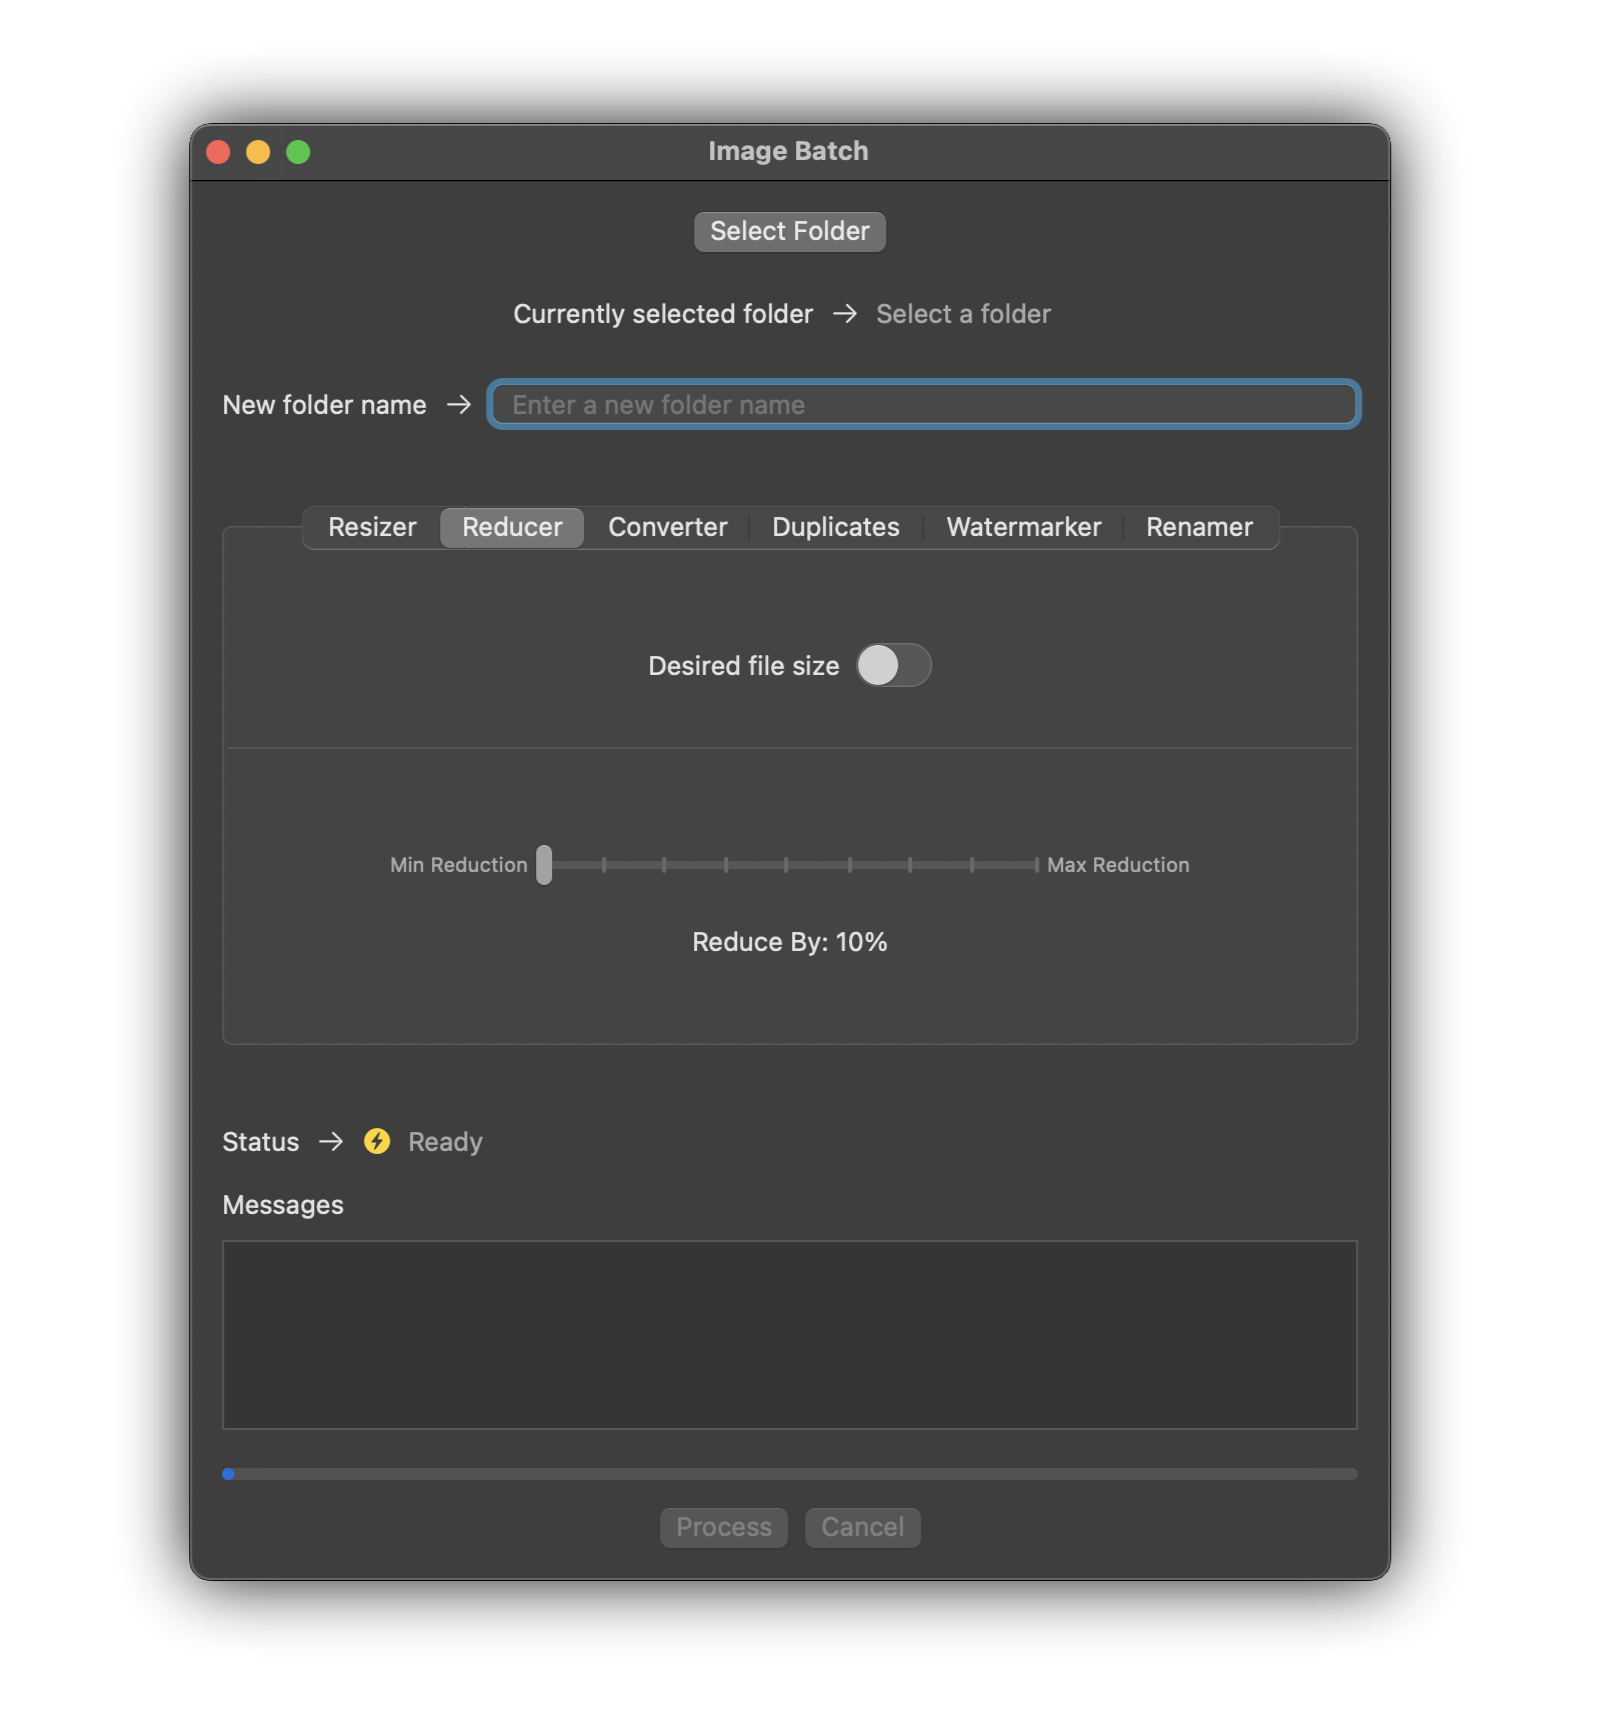 Image Batch
Select Folder
Currently selected folder → Select a folder
New folder name → Enter a new folder name
Resizer Reducer Converter Duplicates Watermarker Renamer
Desired file size
Min Reduction Max Reduction
Reduce By: 10%
Status → Ready
Messages
Process Cancel